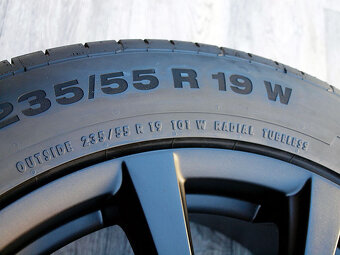 235/55 R 19 W
OUTSIDE 235/55 R 19 101 W RADIAL TUBELESS